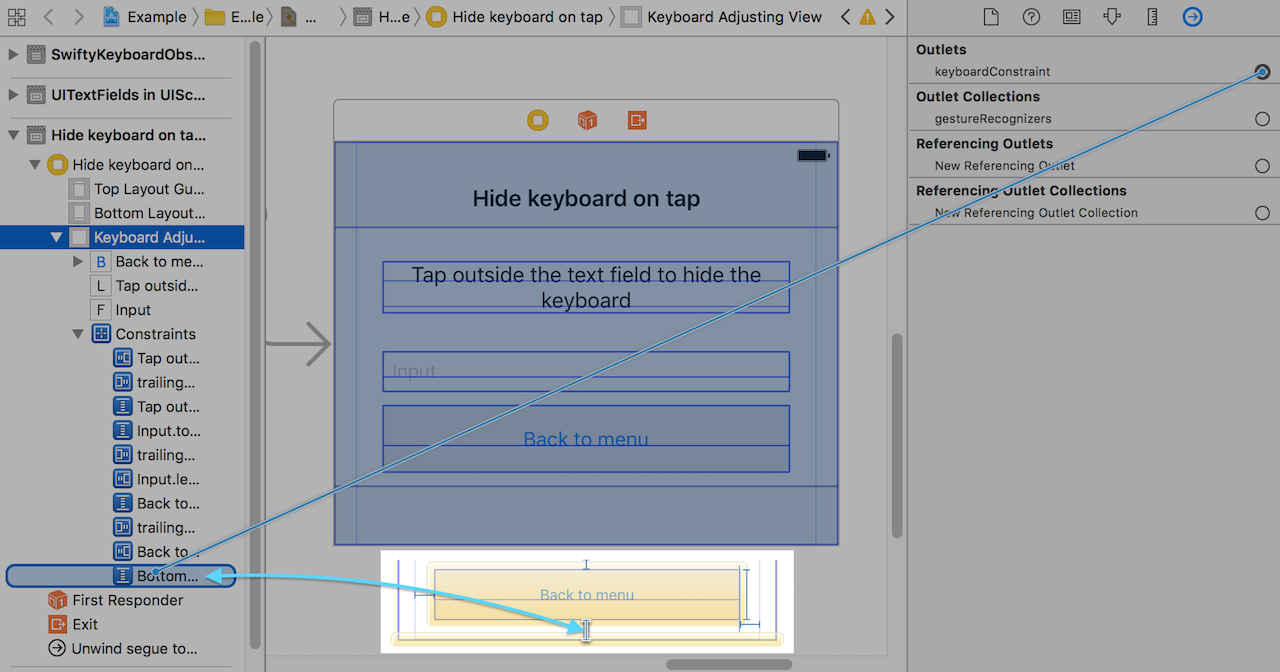 Example
E...le
...
H...e
Hide keyboard on tap
Keyboard Adjusting View
SwiftyKeyboardObs...
UITextFields in UISc...
Hide keyboard on ta...
Hide keyboard on...
Top Layout Gu...
Bottom Layout...
Keyboard Adju...
B Back to me...
L Tap outsid...
F Input
Constraints
Tap out...
trailing...
Tap out...
Input.to...
trailing...
Input.le...
Back to...
trailing...
Back to...
Bottom...
First Responder
Exit
Unwind segue to...
Hide keyboard on tap
Tap outside the text field to hide the
keyboard
Input
Back to menu
Back to menu
Outlets
keyboardConstraint
Outlet Collections
gestureRecognizers
Referencing Outlets
New Referencing Outlet
Referencing Outlet Collections
New Referencing Outlet Collection